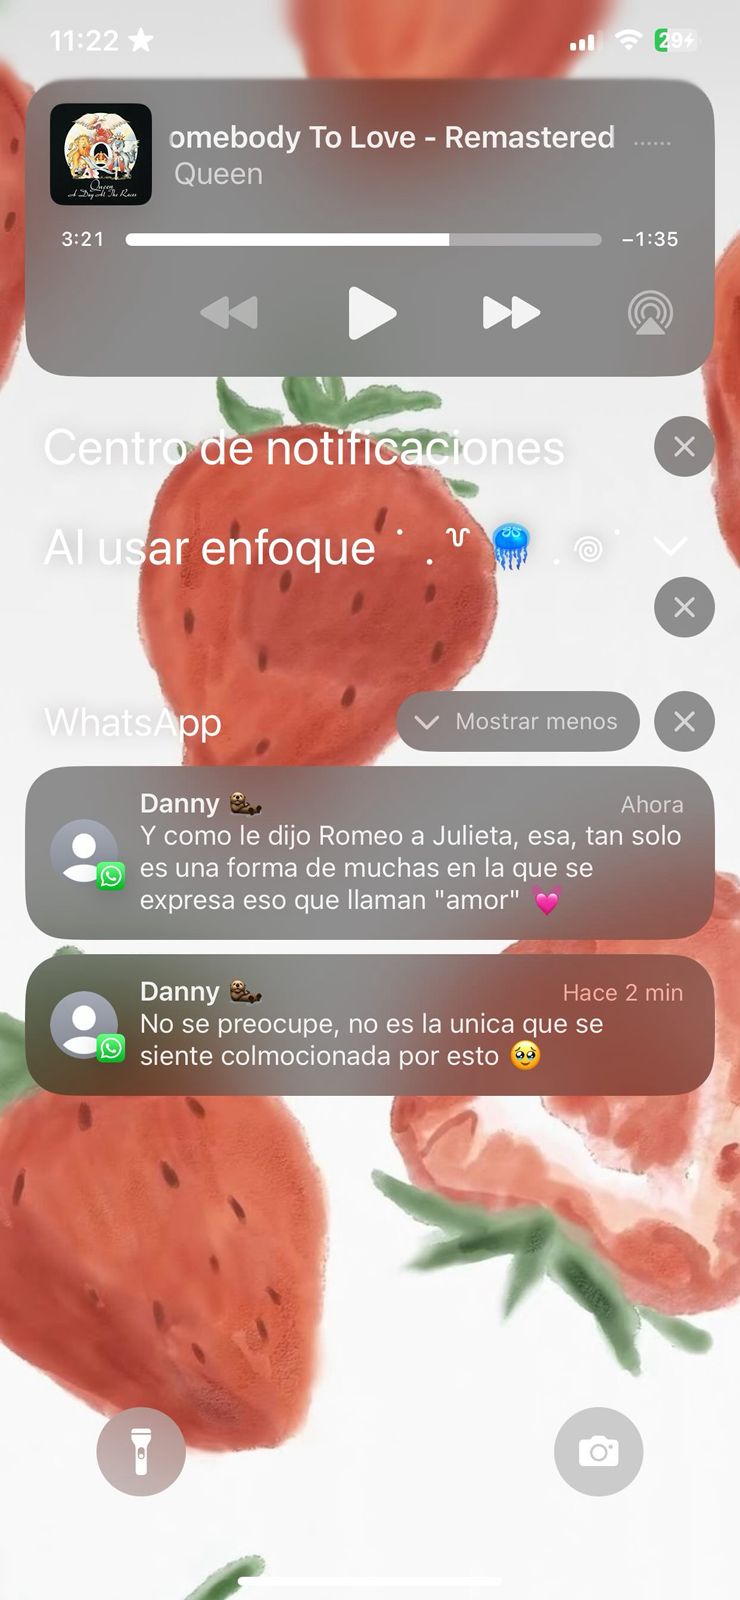 11:22
29
omebody To Love - Remastered
Queen
3:21
−1:35
Centro de notificaciones
Al usar enfoque
WhatsApp
Mostrar menos
Danny 🦦
Ahora
Y como le dijo Romeo a Julieta, esa, tan solo
es una forma de muchas en la que se
expresa eso que llaman "amor" 💓
Danny 🦦
Hace 2 min
No se preocupe, no es la unica que se
siente colmocionada por esto 🥹